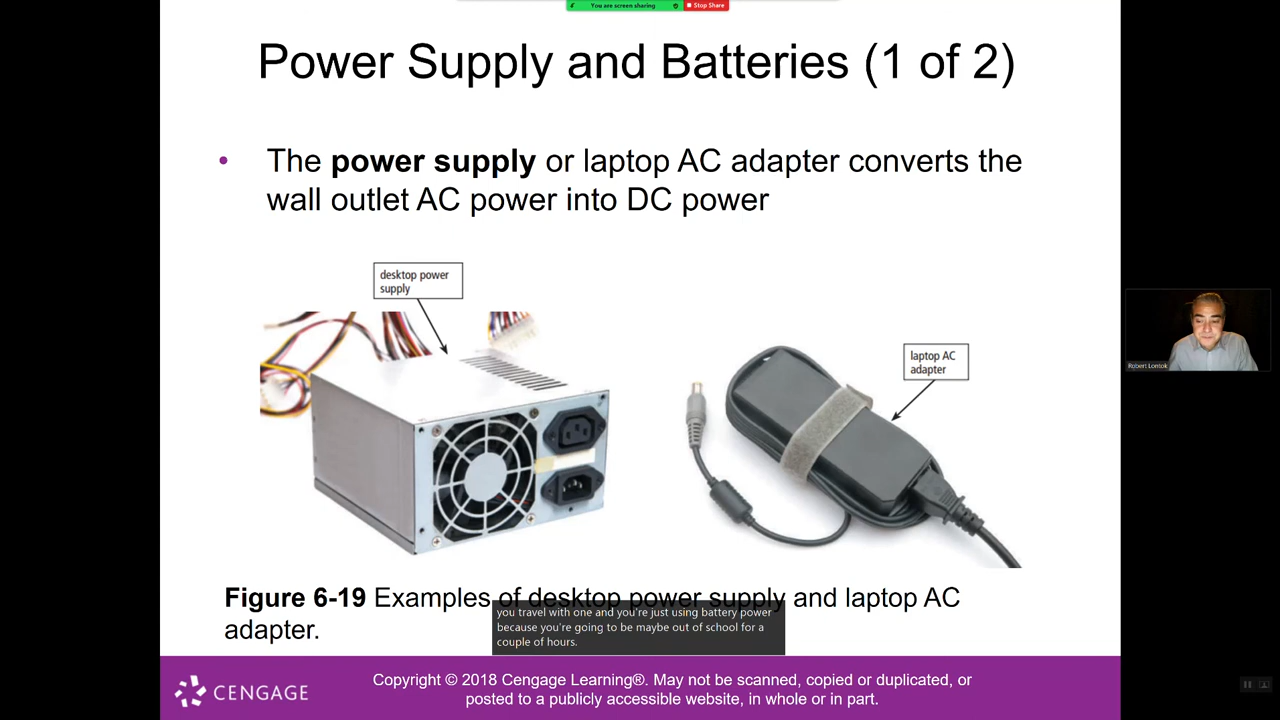 You are screen sharing
Stop Share
Power Supply and Batteries (1 of 2)
• The power supply or laptop AC adapter converts the
wall outlet AC power into DC power
desktop power
supply
laptop AC
adapter
Robert Lontok
Figure 6-19 Examples of desktop power supply and laptop AC
adapter.
you travel with one and you're just using battery power
because you're going to be maybe out of school for a
couple of hours.
CENGAGE
Copyright © 2018 Cengage Learning®. May not be scanned, copied or duplicated, or
posted to a publicly accessible website, in whole or in part.